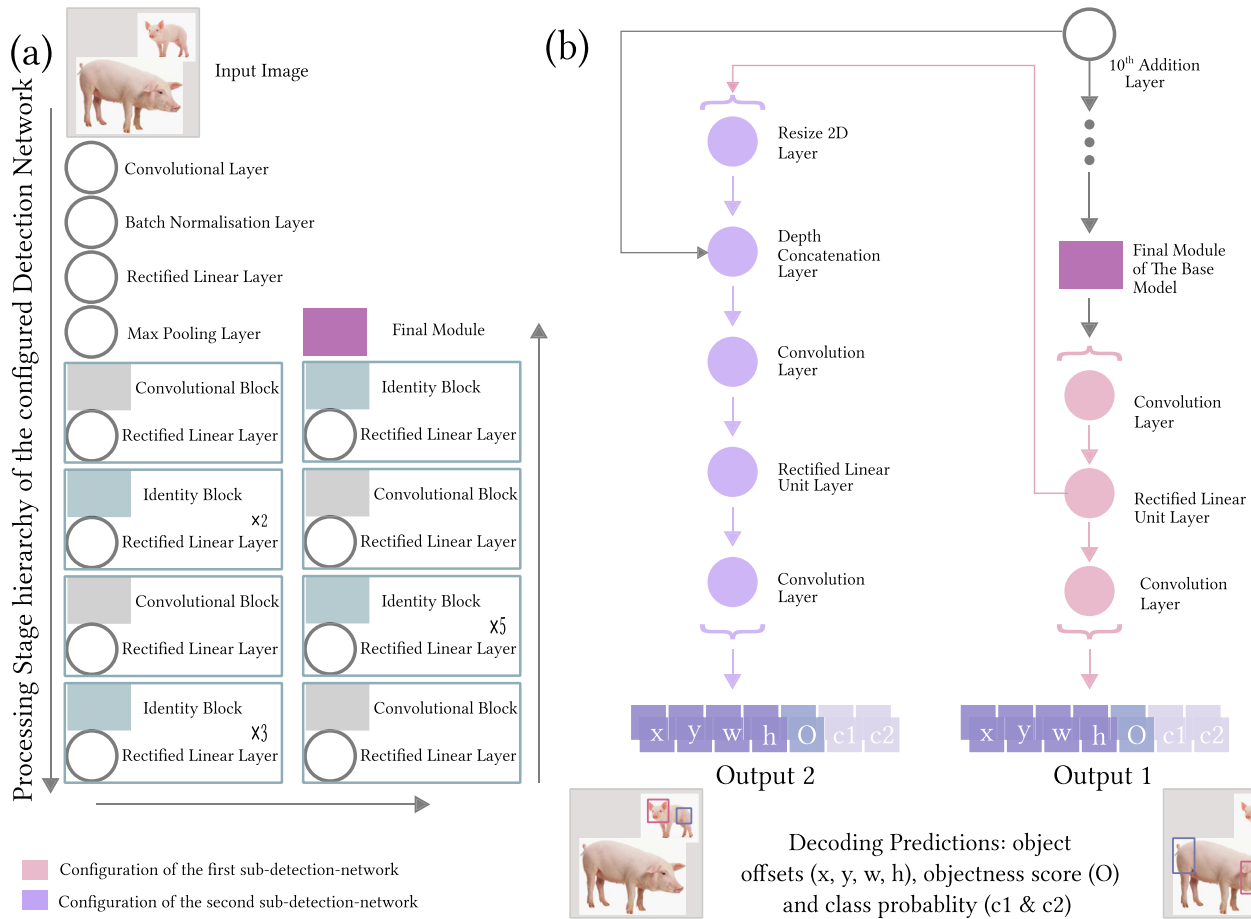 (a)
Input Image
Processing Stage hierarchy of the configured Detection Network
Convolutional Layer
Batch Normalisation Layer
Rectified Linear Layer
Max Pooling Layer
Convolutional Block
Rectified Linear Layer
Identity Block
x2
Rectified Linear Layer
Convolutional Block
Rectified Linear Layer
Identity Block
x3
Rectified Linear Layer
Final Module
Identity Block
Rectified Linear Layer
Convolutional Block
Rectified Linear Layer
Identity Block
x5
Rectified Linear Layer
Convolutional Block
Rectified Linear Layer
Configuration of the first sub-detection-network
Configuration of the second sub-detection-network
(b)
10th Addition
Layer
Resize 2D
Layer
Depth
Concatenation
Layer
Convolution
Layer
Rectified Linear
Unit Layer
Convolution
Layer
Final Module
of The Base
Model
Convolution
Layer
Rectified Linear
Unit Layer
Convolution
Layer
x y w h O c1 c2
Output 2
x y w h O c1 c2
Output 1
Decoding Predictions: object
offsets (x, y, w, h), objectness score (O)
and class probablity (c1 & c2)